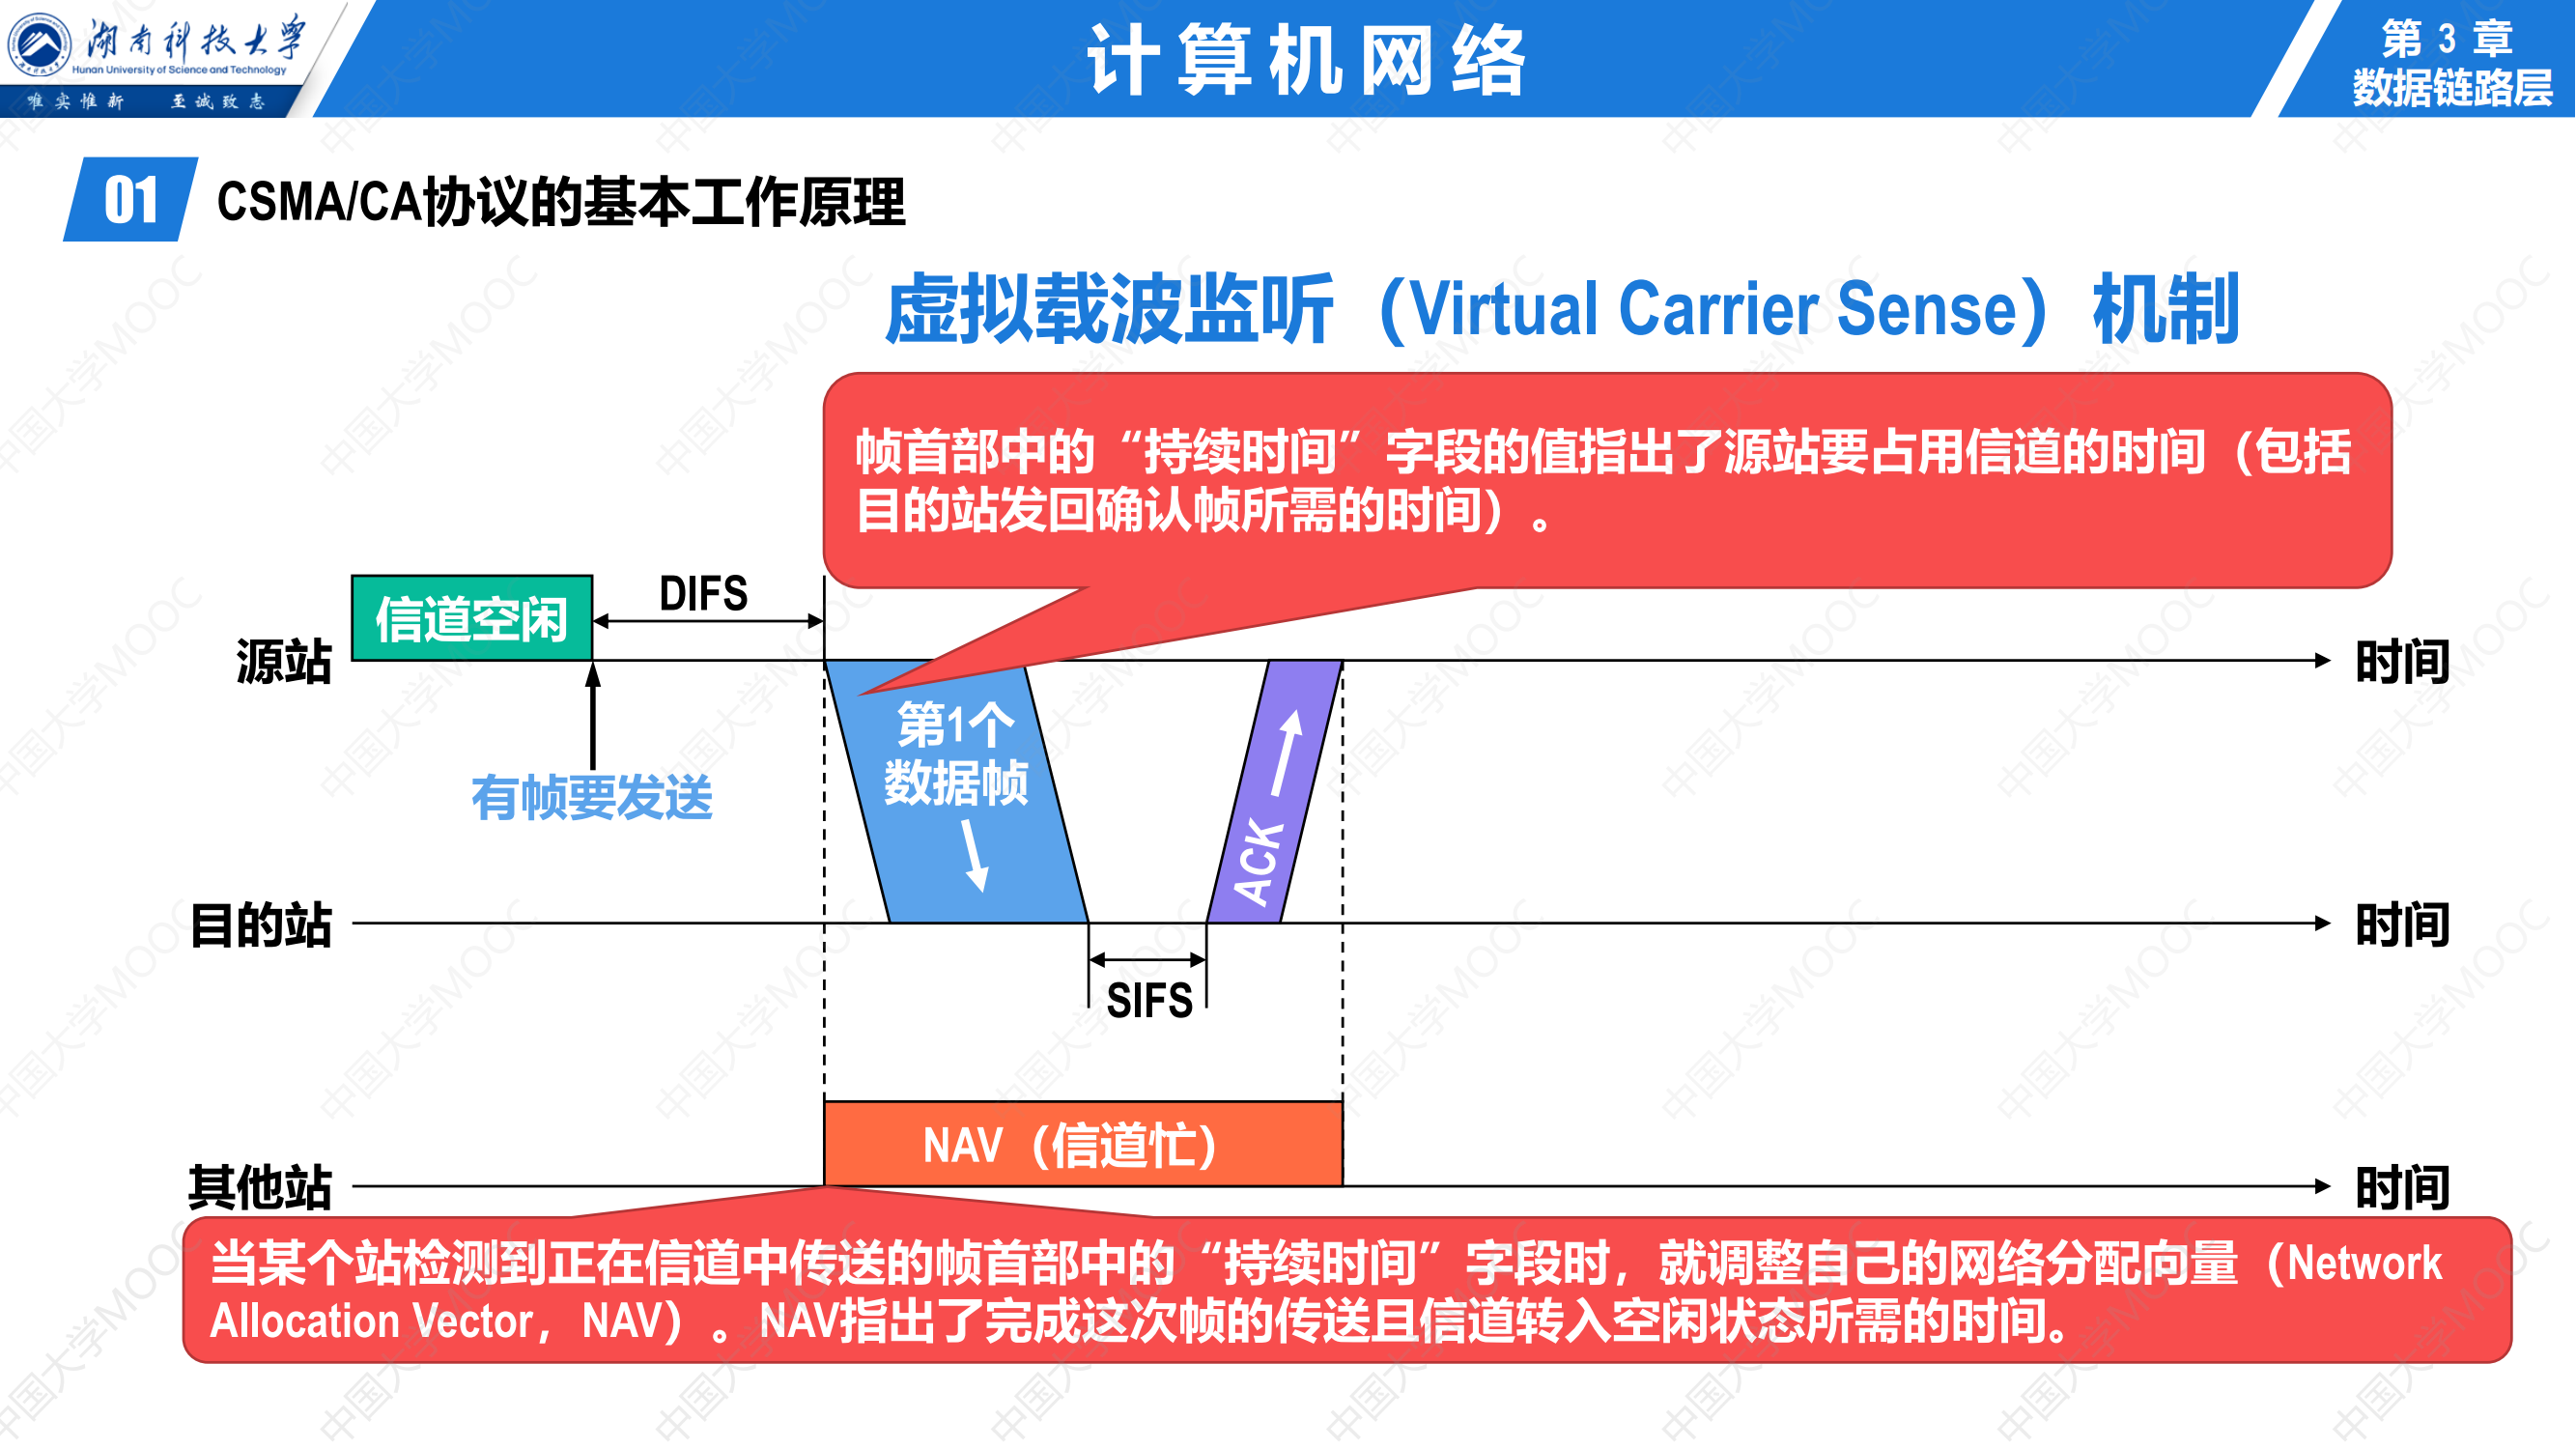 湖南科技大学
Hunan University of Science and Technology
唯实惟新 至诚致志
计算机网络
第 3 章
数据链路层
01
CSMA/CA协议的基本工作原理
虚拟载波监听（Virtual Carrier Sense）机制
帧首部中的“持续时间”字段的值指出了源站要占用信道的时间（包括
目的站发回确认帧所需的时间）。
信道空闲
DIFS
源站
时间
有帧要发送
第1个
数据帧
ACK
目的站
时间
SIFS
NAV（信道忙）
其他站
时间
当某个站检测到正在信道中传送的帧首部中的“持续时间”字段时，就调整自己的网络分配向量（Network
Allocation Vector，NAV）。NAV指出了完成这次帧的传送且信道转入空闲状态所需的时间。
中国大学MOOC